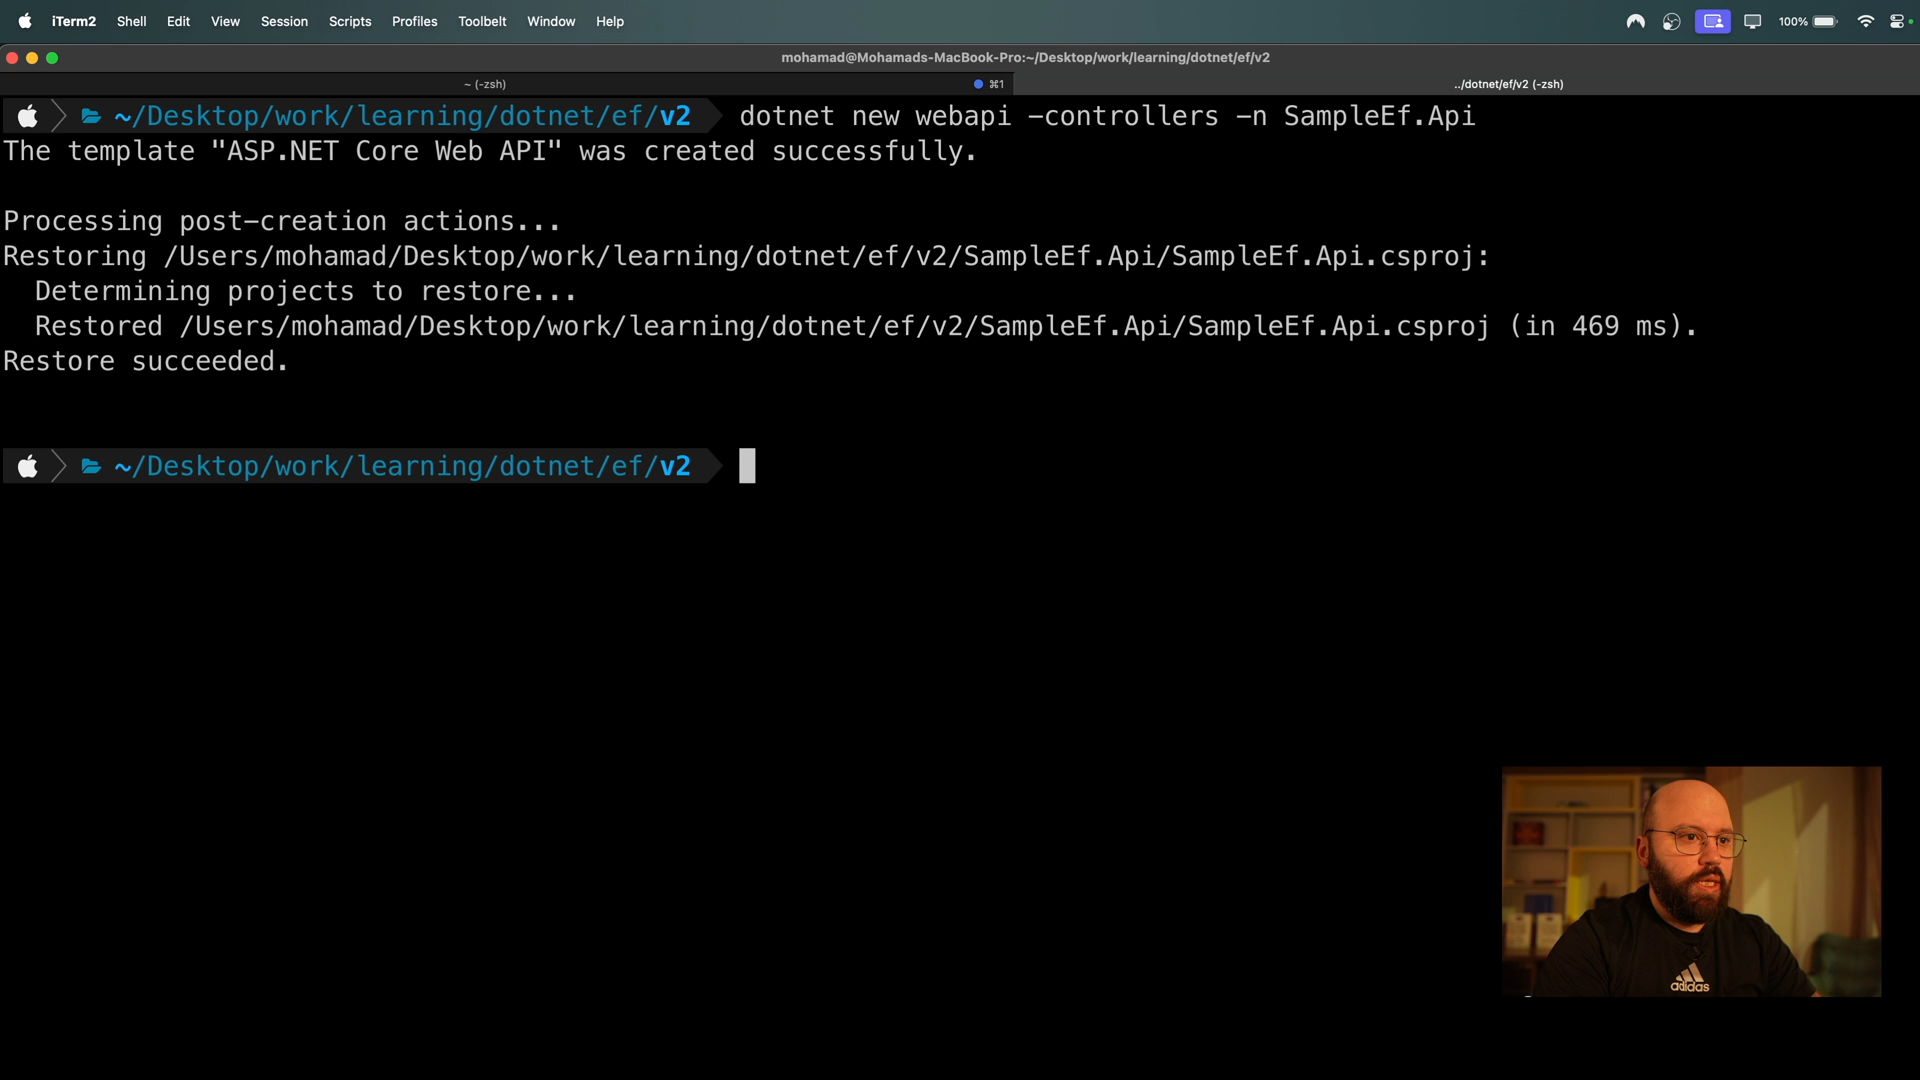 iTerm2 Shell Edit View Session Scripts Profiles Toolbelt Window Help 100%
mohamad@Mohamads-MacBook-Pro:~/Desktop/work/learning/dotnet/ef/v2
~ (-zsh) ⌘1 ../dotnet/ef/v2 (-zsh)
~/Desktop/work/learning/dotnet/ef/v2 dotnet new webapi -controllers -n SampleEf.Api
The template "ASP.NET Core Web API" was created successfully.
Processing post-creation actions...
Restoring /Users/mohamad/Desktop/work/learning/dotnet/ef/v2/SampleEf.Api/SampleEf.Api.csproj:
Determining projects to restore...
Restored /Users/mohamad/Desktop/work/learning/dotnet/ef/v2/SampleEf.Api/SampleEf.Api.csproj (in 469 ms).
Restore succeeded.
~/Desktop/work/learning/dotnet/ef/v2
adidas